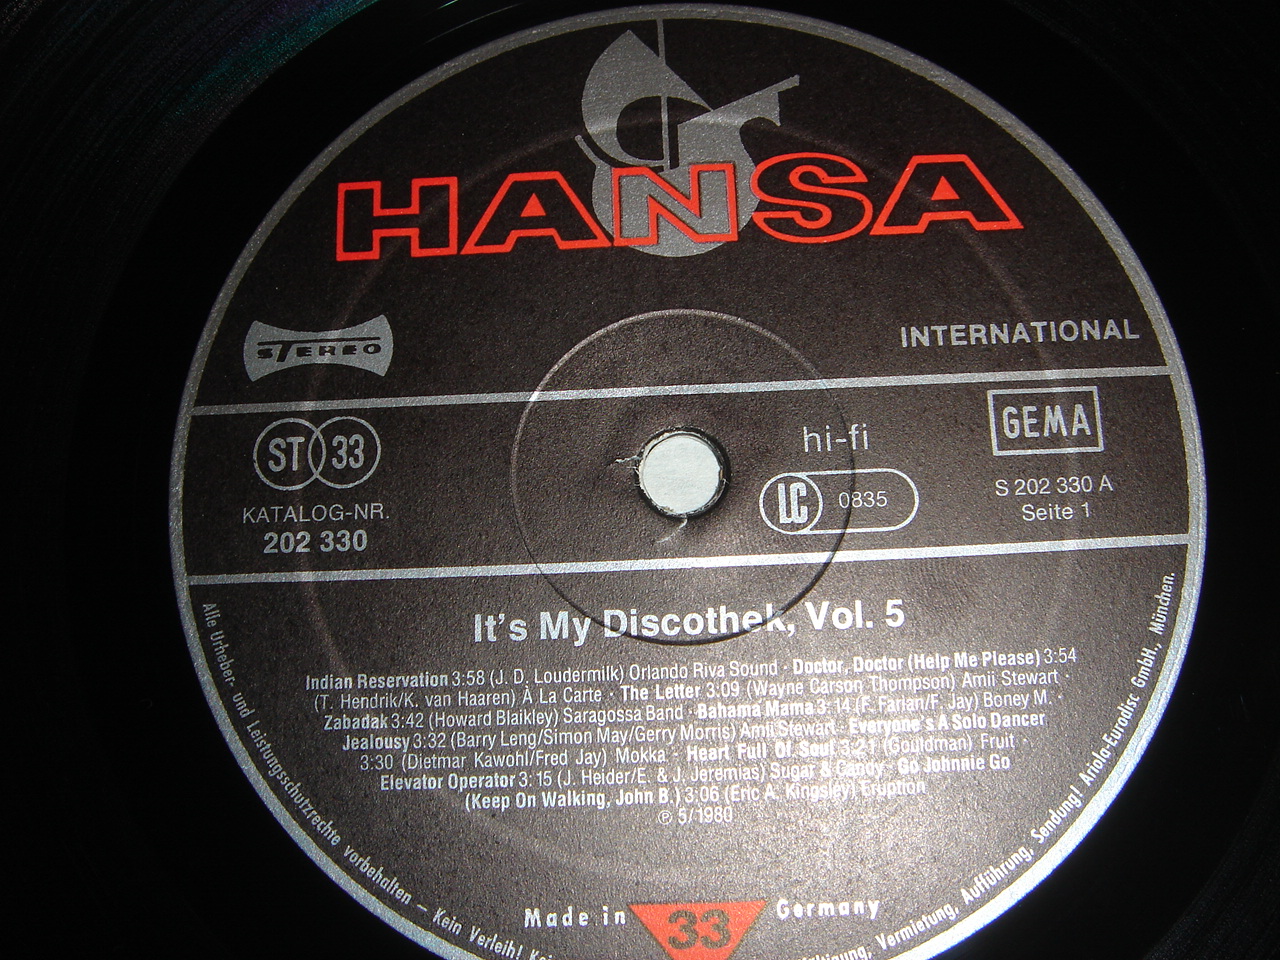 HANSA
STEREO
INTERNATIONAL
ST 33
hi-fi
GEMA
KATALOG-NR.
202 330
LC 0835
S 202 330 A
Seite 1
It's My Discothek, Vol. 5
Indian Reservation 3:58 (J. D. Loudermilk) Orlando Riva Sound · Doctor, Doctor (Help Me Please) 3:54
(T. Hendrik/K. van Haaren) À La Carte · The Letter 3:09 (Wayne Carson Thompson) Amii Stewart ·
Zabadak 3:42 (Howard Blaikley) Saragossa Band · Bahama Mama 3:14 (F. Farian/F. Jay) Boney M. ·
Jealousy 3:32 (Barry Leng/Simon May/Gerry Morris) Amii Stewart · Everyone's A Solo Dancer
3:30 (Dietmar Kawohl/Fred Jay) Mokka · Heart Full Of Soul 3:21 (Gouldman) Fruit ·
Elevator Operator 3:15 (J. Heider/E. & J. Jeremias) Sugar & Candy · Go Johnnie Go
(Keep On Walking, John B.) 3:06 (Eric A. Kingsley) Eruption
℗ 5/1980
Made in 33 Germany
Alle Urheber- und Leistungsschutzrechte vorbehalten – Kein Verleih! Vermietung, Aufführung, Sendung! Ariola-Eurodisc GmbH., München.